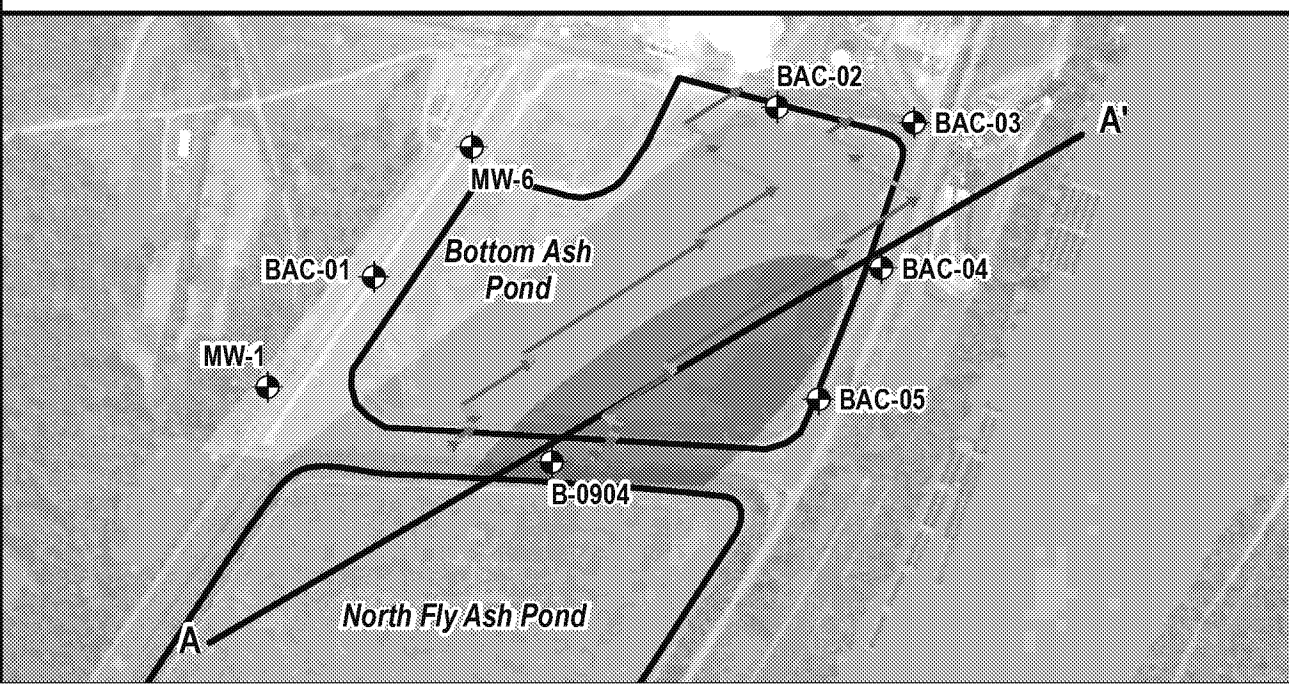 BAC-02
BAC-03
A'
MW-6
Bottom Ash
Pond
BAC-01
BAC-04
MW-1
BAC-05
B-0904
North Fly Ash Pond
A